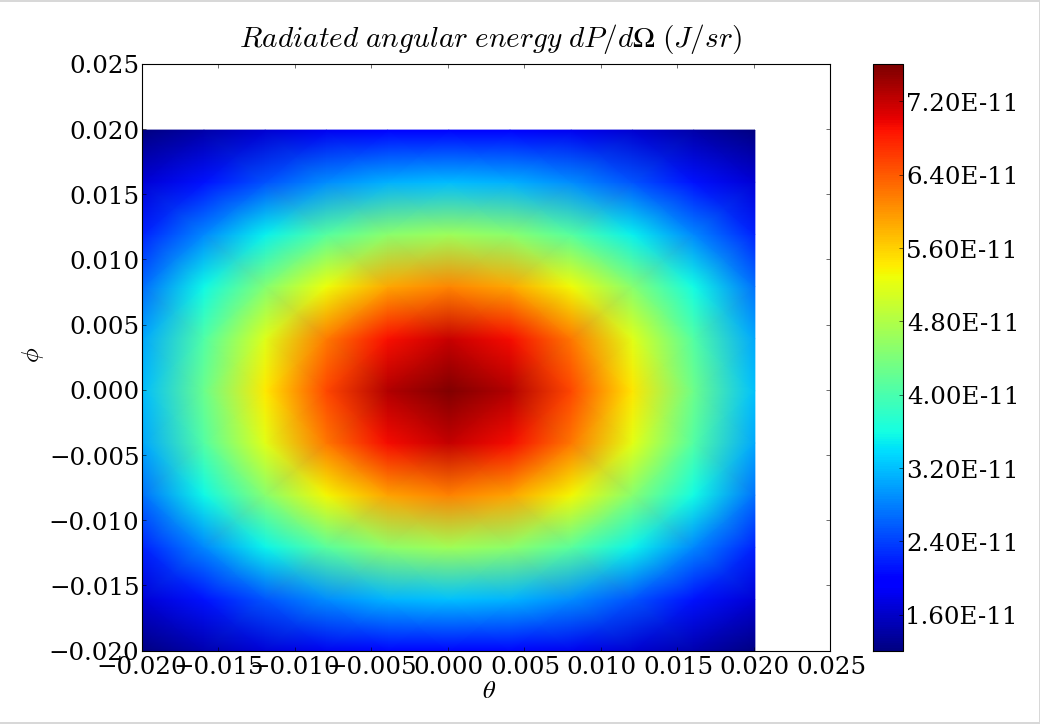 Radiated angular energy dP/dΩ (J/sr)
0.025
0.020
0.015
0.010
0.005
0.000
−0.005
−0.010
−0.015
−0.020
ϕ
−0.020 −0.015 −0.010 −0.005 0.000 0.005 0.010 0.015 0.020 0.025
θ
7.20E-11
6.40E-11
5.60E-11
4.80E-11
4.00E-11
3.20E-11
2.40E-11
1.60E-11